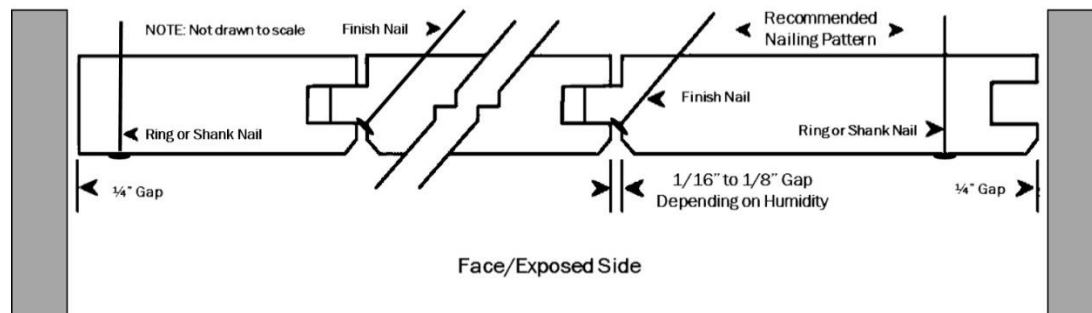 NOTE: Not drawn to scale
Finish Nail
Recommended
Nailing Pattern
Ring or Shank Nail
Finish Nail
Ring or Shank Nail
¼" Gap
1/16" to 1/8" Gap
Depending on Humidity
¼" Gap
Face/Exposed Side